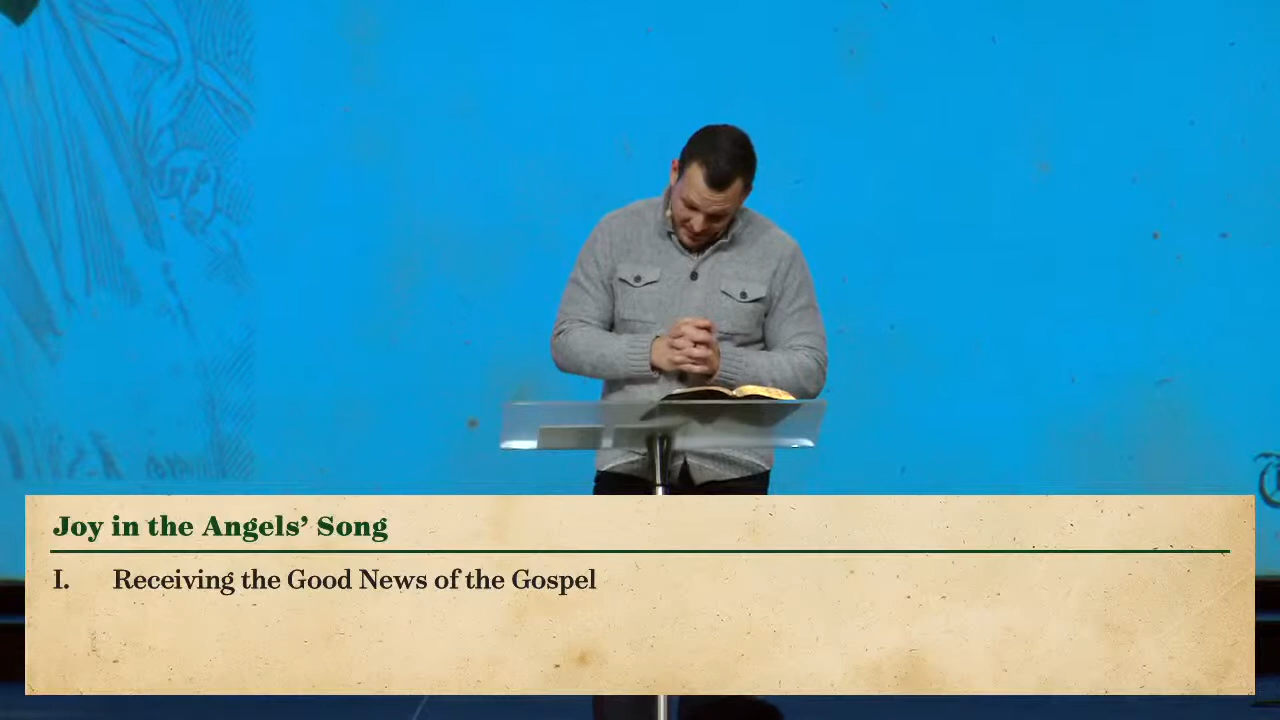 Joy in the Angels’ Song
I. Receiving the Good News of the Gospel